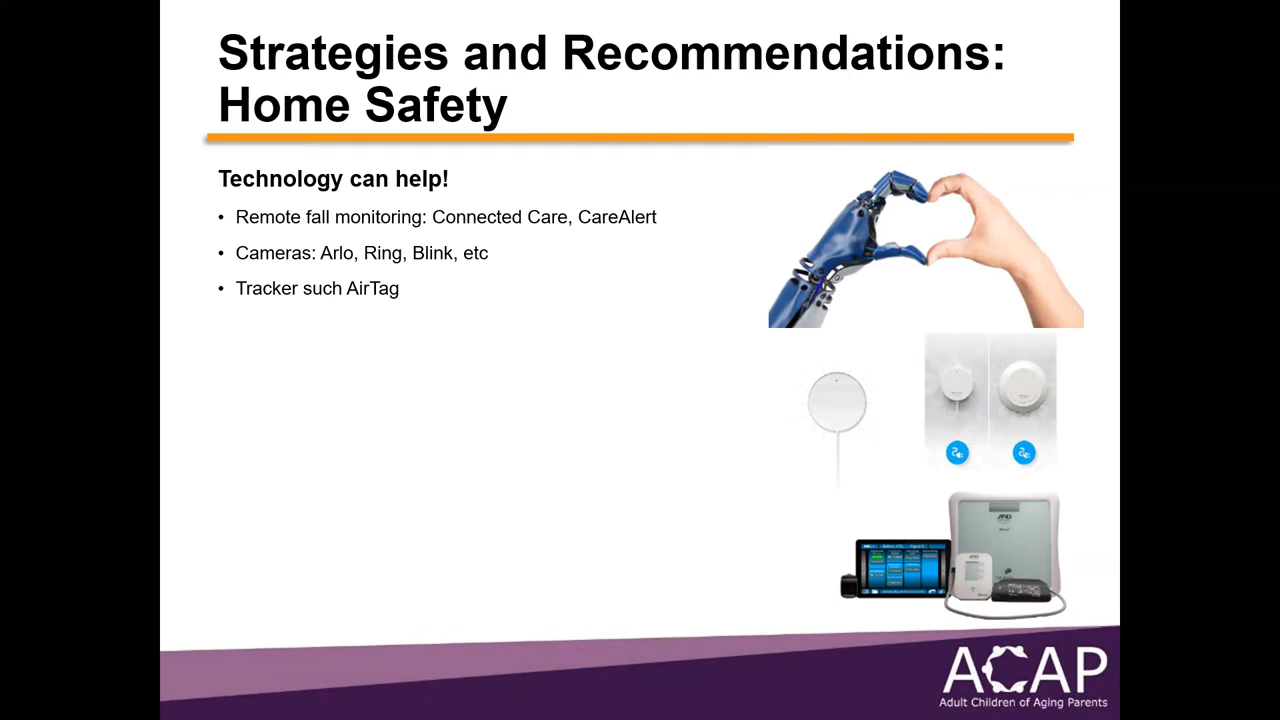 Strategies and Recommendations:
Home Safety
Technology can help!
• Remote fall monitoring: Connected Care, CareAlert
• Cameras: Arlo, Ring, Blink, etc
• Tracker such AirTag
AND
ACAP
Adult Children of Aging Parents